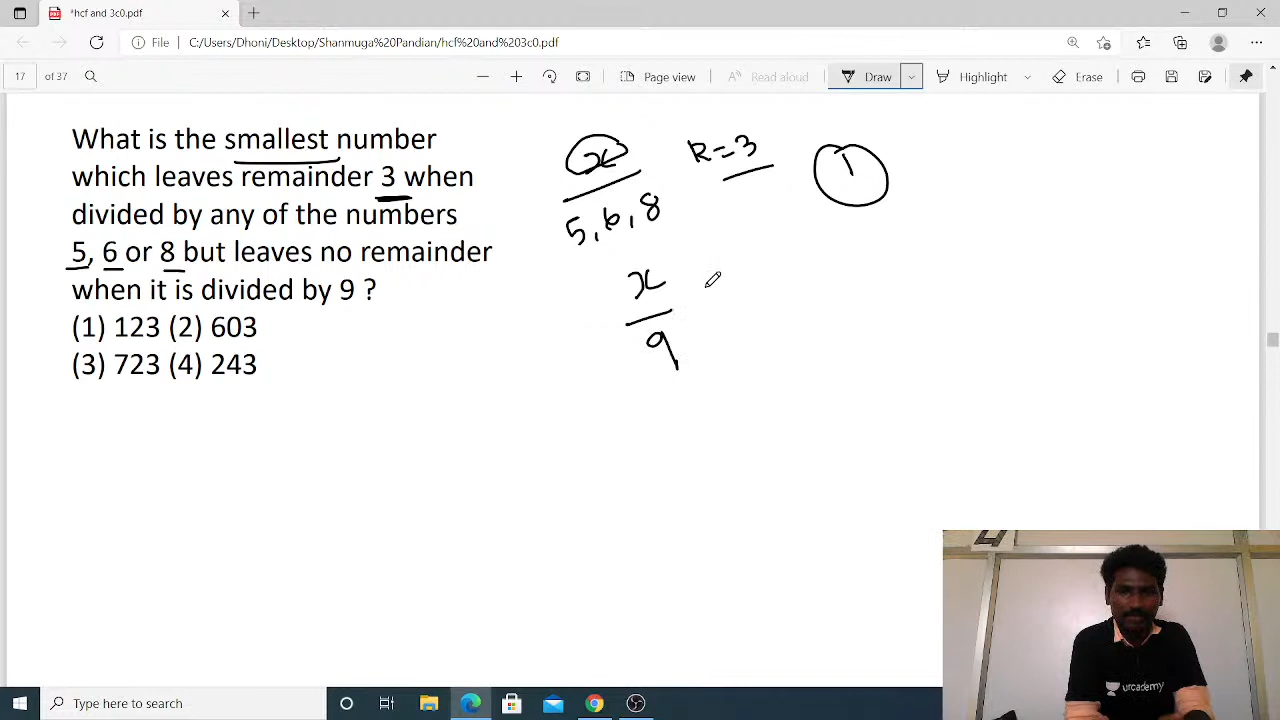 *hcf and 3c0.pdf
File C:/Users/Dhoni/Desktop/Shanmuga%20Pandian/hcf%20and%203c0.pdf
17 of 37 Page view Read aloud Draw Highlight Erase
What is the smallest number
which leaves remainder 3 when
divided by any of the numbers
5, 6 or 8 but leaves no remainder
when it is divided by 9 ?
(1) 123 (2) 603
(3) 723 (4) 243
x
5, 6, 8
R=3
1
x
9
urcademy
Type here to search